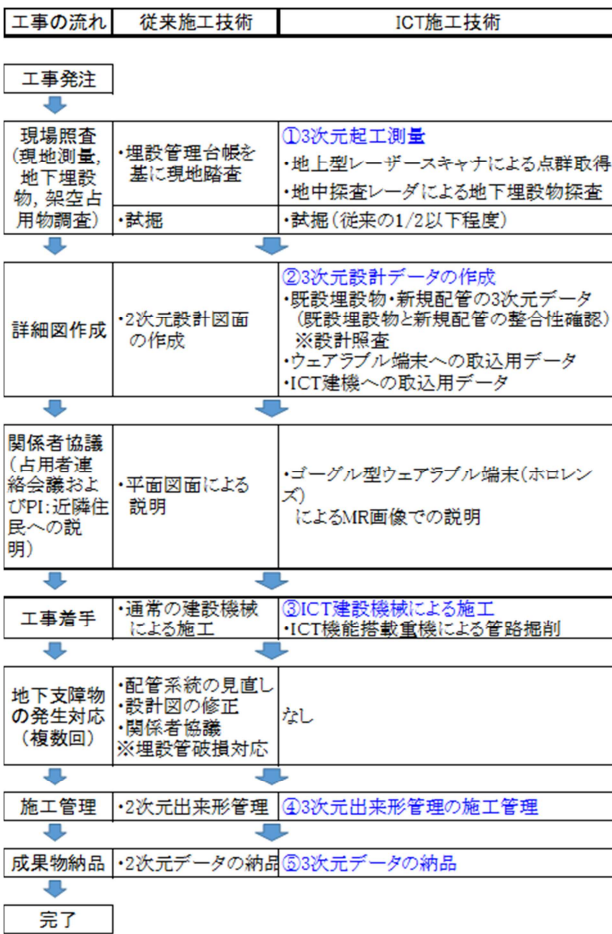 工事の流れ 従来施工技術 ICT施工技術
工事発注
現場照査
(現地測量,
地下埋設
物, 架空占
用物調査)
・埋設管理台帳を
基に現地踏査
①3次元起工測量
・地上型レーザースキャナによる点群取得
・地中探査レーダによる地下埋設物探査
・試掘
・試掘(従来の1/2以下程度)
詳細図作成
・2次元設計図面
の作成
②3次元設計データの作成
・既設埋設物・新規配管の3次元データ
(既設埋設物と新規配管の整合性確認)
※設計照査
・ウェアラブル端末への取込用データ
・ICT建機への取込用データ
関係者協議
(占用者連
絡会議およ
びPI:近隣住
民への説
明)
・平面図面による
説明
・ゴーグル型ウェアラブル端末(ホロレン
ズ)
によるMR画像での説明
工事着手
・通常の建設機械
による施工
③ICT建設機械による施工
・ICT機能搭載重機による管路掘削
地下支障物
の発生対応
(複数回)
・配管系統の見直し
・設計図の修正
・関係者協議
※埋設管破損対応
なし
施工管理
・2次元出来形管理
④3次元出来形管理の施工管理
成果物納品
・2次元データの納品
⑤3次元データの納品
完了